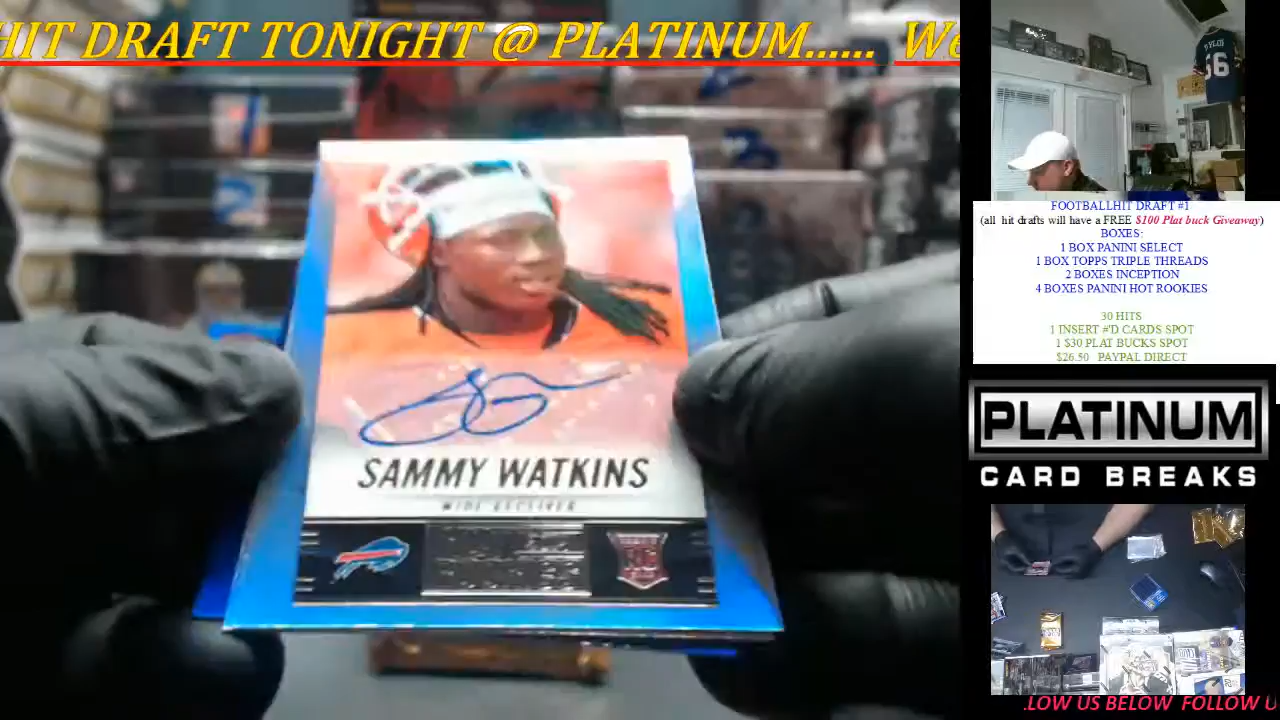 HIT DRAFT TONIGHT @ PLATINUM...... We
SAMMY WATKINS
WIDE RECEIVER
56
FOOTBALLHIT DRAFT #1
(all hit drafts will have a FREE $100 Plat buck Giveaway)
BOXES:
1 BOX PANINI SELECT
1 BOX TOPPS TRIPLE THREADS
2 BOXES INCEPTION
4 BOXES PANINI HOT ROOKIES
30 HITS
1 INSERT #'D CARDS SPOT
1 $30 PLAT BUCKS SPOT
$26.50 PAYPAL DIRECT
PLATINUM
CARD BREAKS
.LOW US BELOW FOLLOW U